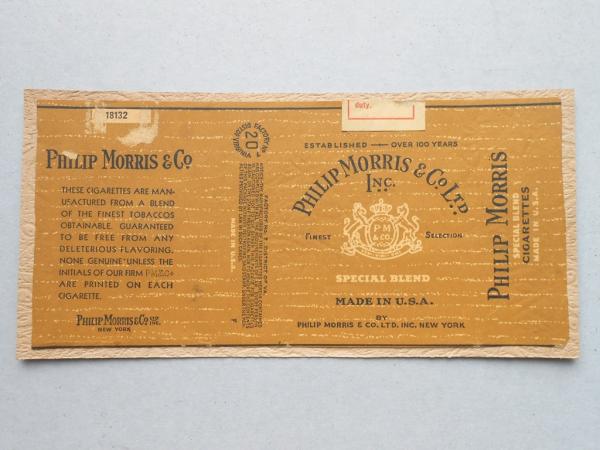 18132
PHILIP MORRIS & Co
THESE CIGARETTES ARE MAN-
UFACTURED FROM A BLEND
OF THE FINEST TOBACCOS
OBTAINABLE. GUARANTEED
TO BE FREE FROM ANY
DELETERIOUS FLAVORING.
NONE GENUINE UNLESS THE
INITIALS OF OUR FIRM PM&Co
ARE PRINTED ON EACH
CIGARETTE.
PHILIP MORRIS & Co LTD. INC.
NEW YORK
20
MADE IN U.S.A.
duty.
ESTABLISHED OVER 100 YEARS
PHILIP MORRIS & Co LTD
INC.
FINEST SELECTION
PM
& CO
SPECIAL BLEND
MADE IN U.S.A.
BY
PHILIP MORRIS & CO. LTD. INC. NEW YORK
PHILIP MORRIS
SPECIAL BLEND
CIGARETTES
MADE IN U.S.A.